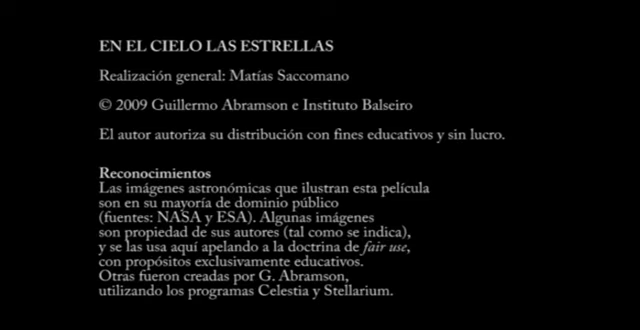 EN EL CIELO LAS ESTRELLAS
Realización general: Matías Saccomano
© 2009 Guillermo Abramson e Instituto Balseiro
El autor autoriza su distribución con fines educativos y sin lucro.
Reconocimientos
Las imágenes astronómicas que ilustran esta película
son en su mayoría de dominio público
(fuentes: NASA y ESA). Algunas imágenes
son propiedad de sus autores (tal como se indica),
y se las usa aquí apelando a la doctrina de fair use,
con propósitos exclusivamente educativos.
Otras fueron creadas por G. Abramson,
utilizando los programas Celestia y Stellarium.